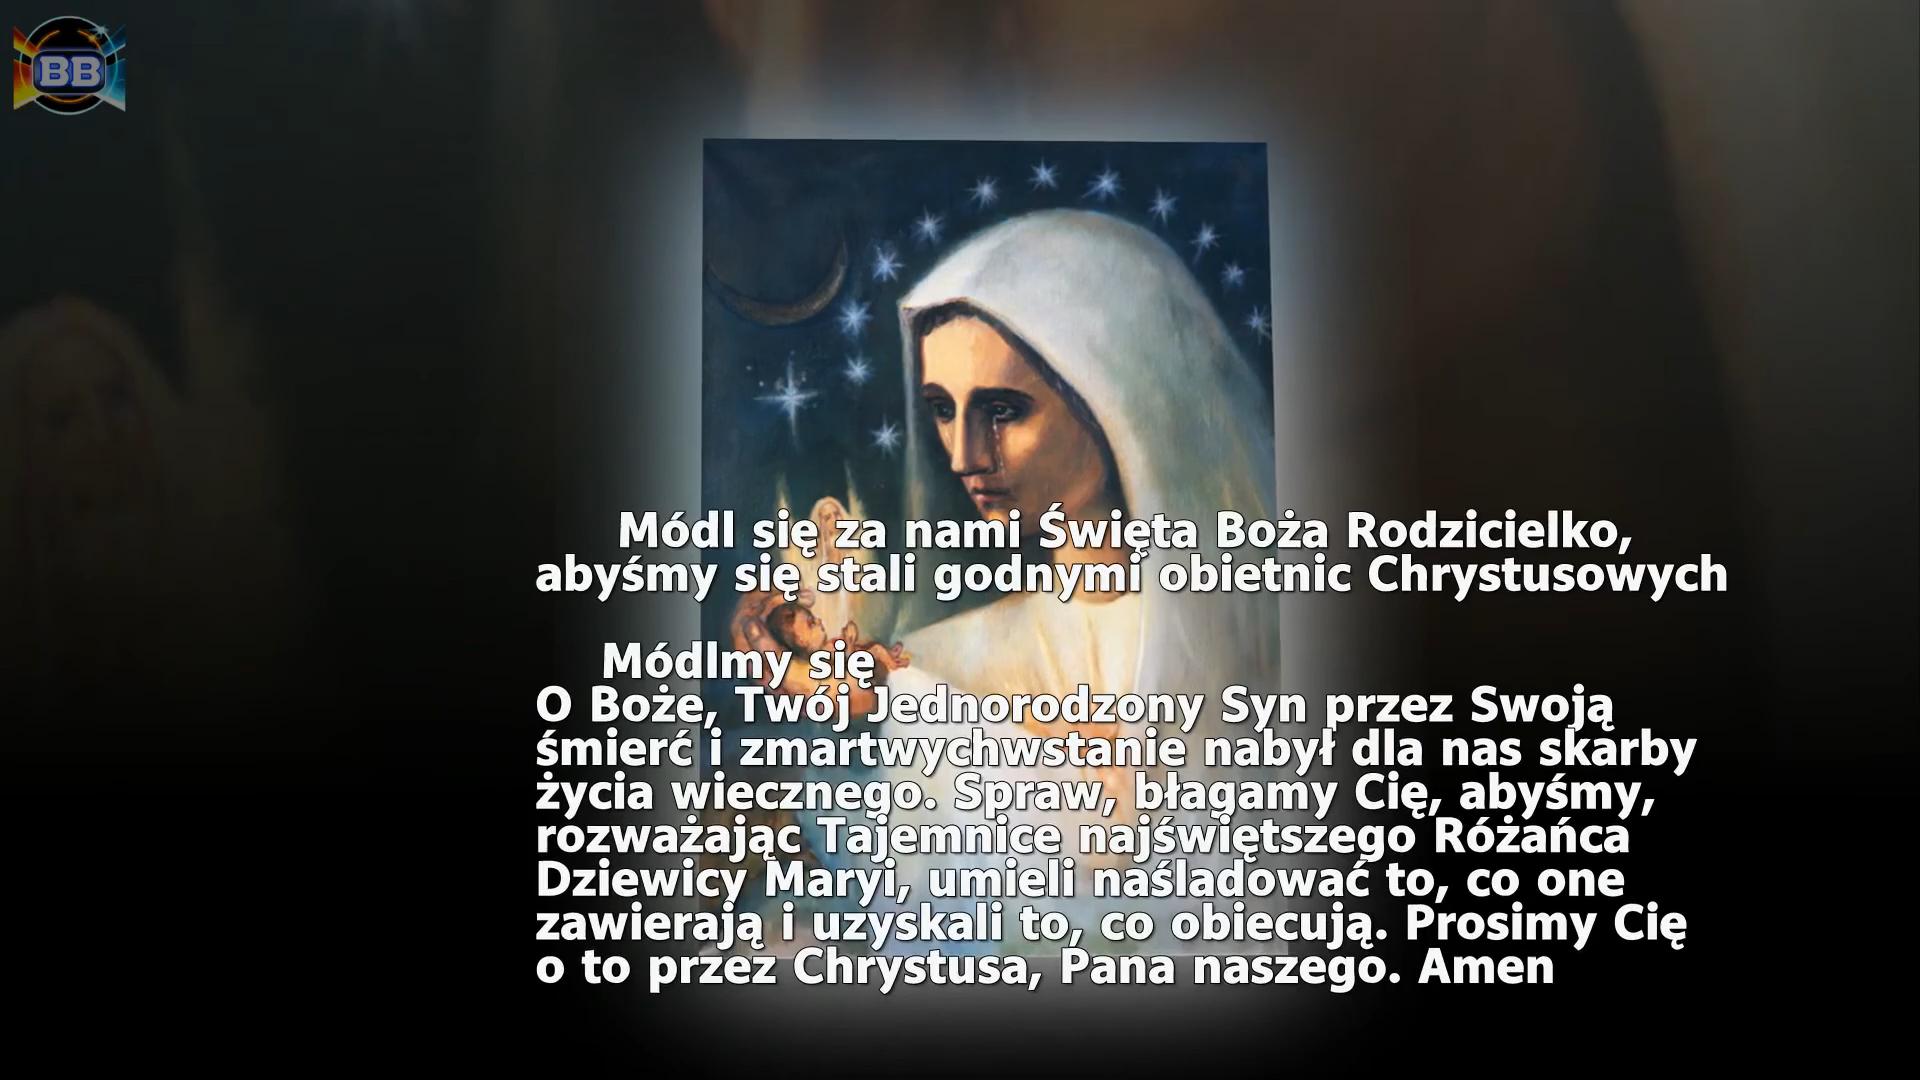 BB
Módl się za nami Święta Boża Rodzicielko,
abyśmy się stali godnymi obietnic Chrystusowych
Módlmy się
O Boże, Twój Jednorodzony Syn przez Swoją
śmierć i zmartwychwstanie nabył dla nas skarby
życia wiecznego. Spraw, błagamy Cię, abyśmy,
rozważając Tajemnice najświętszego Różańca
Dziewicy Maryi, umieli naśladować to, co one
zawierają i uzyskali to, co obiecują. Prosimy Cię
o to przez Chrystusa, Pana naszego. Amen